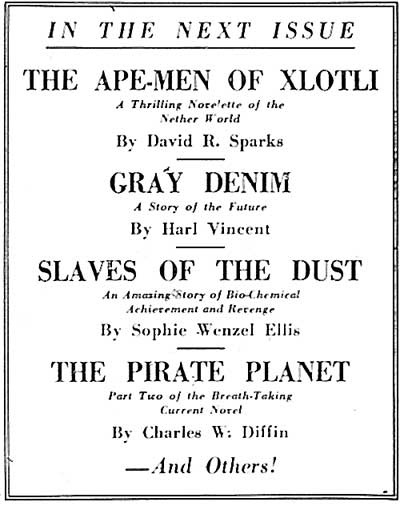 IN THE NEXT ISSUE
THE APE-MEN OF XLOTLI
A Thrilling Novelette of the
Nether World
By David R. Sparks
GRAY DENIM
A Story of the Future
By Harl Vincent
SLAVES OF THE DUST
An Amazing Story of Bio-Chemical
Achievement and Revenge
By Sophie Wenzel Ellis
THE PIRATE PLANET
Part Two of the Breath-Taking
Current Novel
By Charles W. Diffin
—And Others!